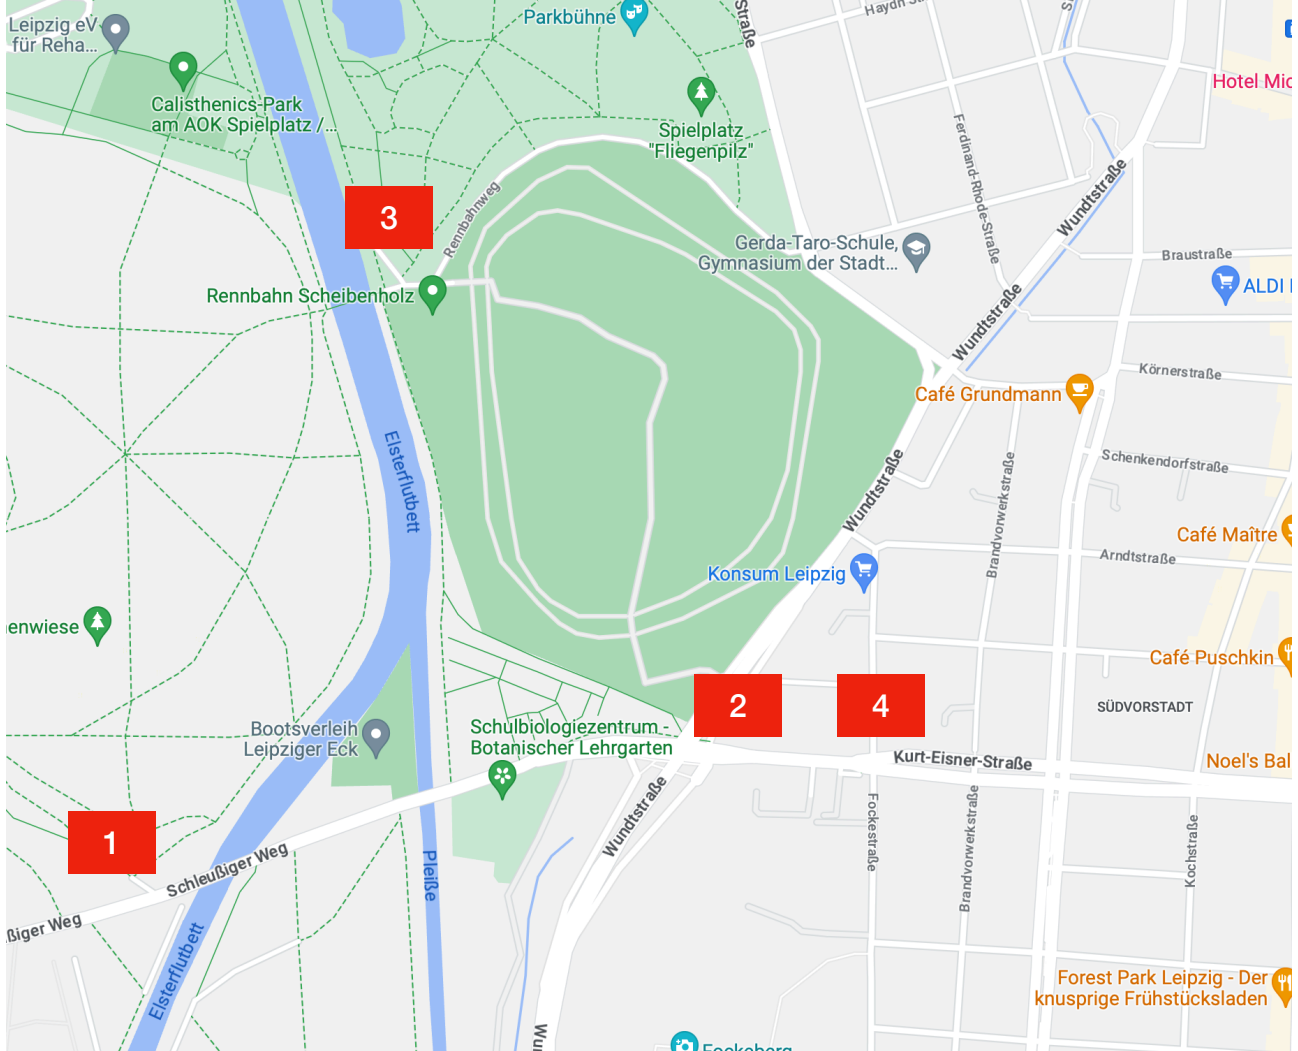 Leipzig eV
für Reha...
Parkbühne
Haydn
Straße
Hotel
Calisthenics-Park
am AOK Spielplatz /...
Spielplatz
"Fliegenpilz"
Ferdinand-Rhode-Straße
Wundtstraße
3
Rennbahnweg
Gerda-Taro-Schule,
Gymnasium der Stadt...
Braustraße
ALDI
Rennbahn Scheibenholz
Wundtstraße
Körnerstraße
Café Grundmann
Elsterflutbett
Wundtstraße
Brandvorwerkstraße
Schenkendorfstraße
Café Maître
Arndtstraße
Konsum Leipzig
enwiese
Café Puschkin
2
4
SÜDVORSTADT
Bootsverleih
Leipziger Eck
Schulbiologiezentrum -
Botanischer Lehrgarten
Kurt-Eisner-Straße
Noel's
1
Schleußiger Weg
Wundtstraße
Fockestraße
Brandvorwerkstraße
Kochstraße
Pleiße
ßiger Weg
Elsterflutbett
Forest Park Leipzig - Der
knusprige Frühstücksladen
Fockeberg